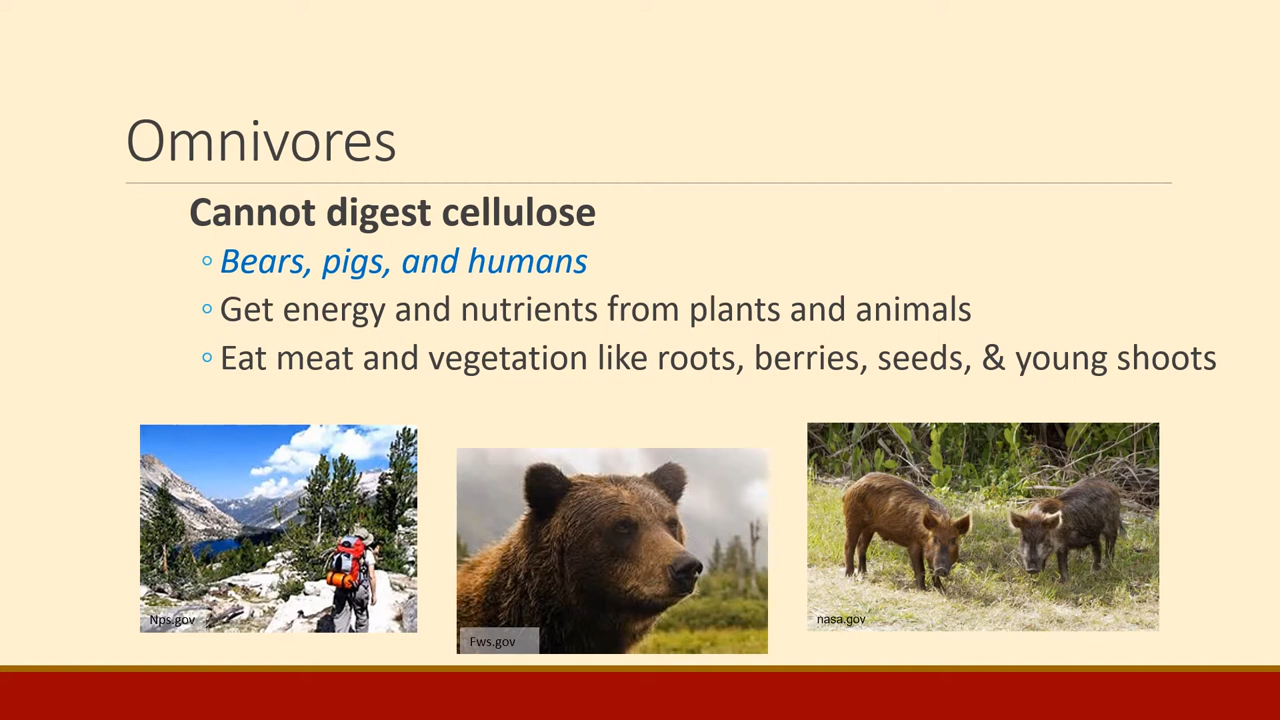 Omnivores
Cannot digest cellulose
◦ Bears, pigs, and humans
◦ Get energy and nutrients from plants and animals
◦ Eat meat and vegetation like roots, berries, seeds, & young shoots
Nps.gov
Fws.gov
nasa.gov